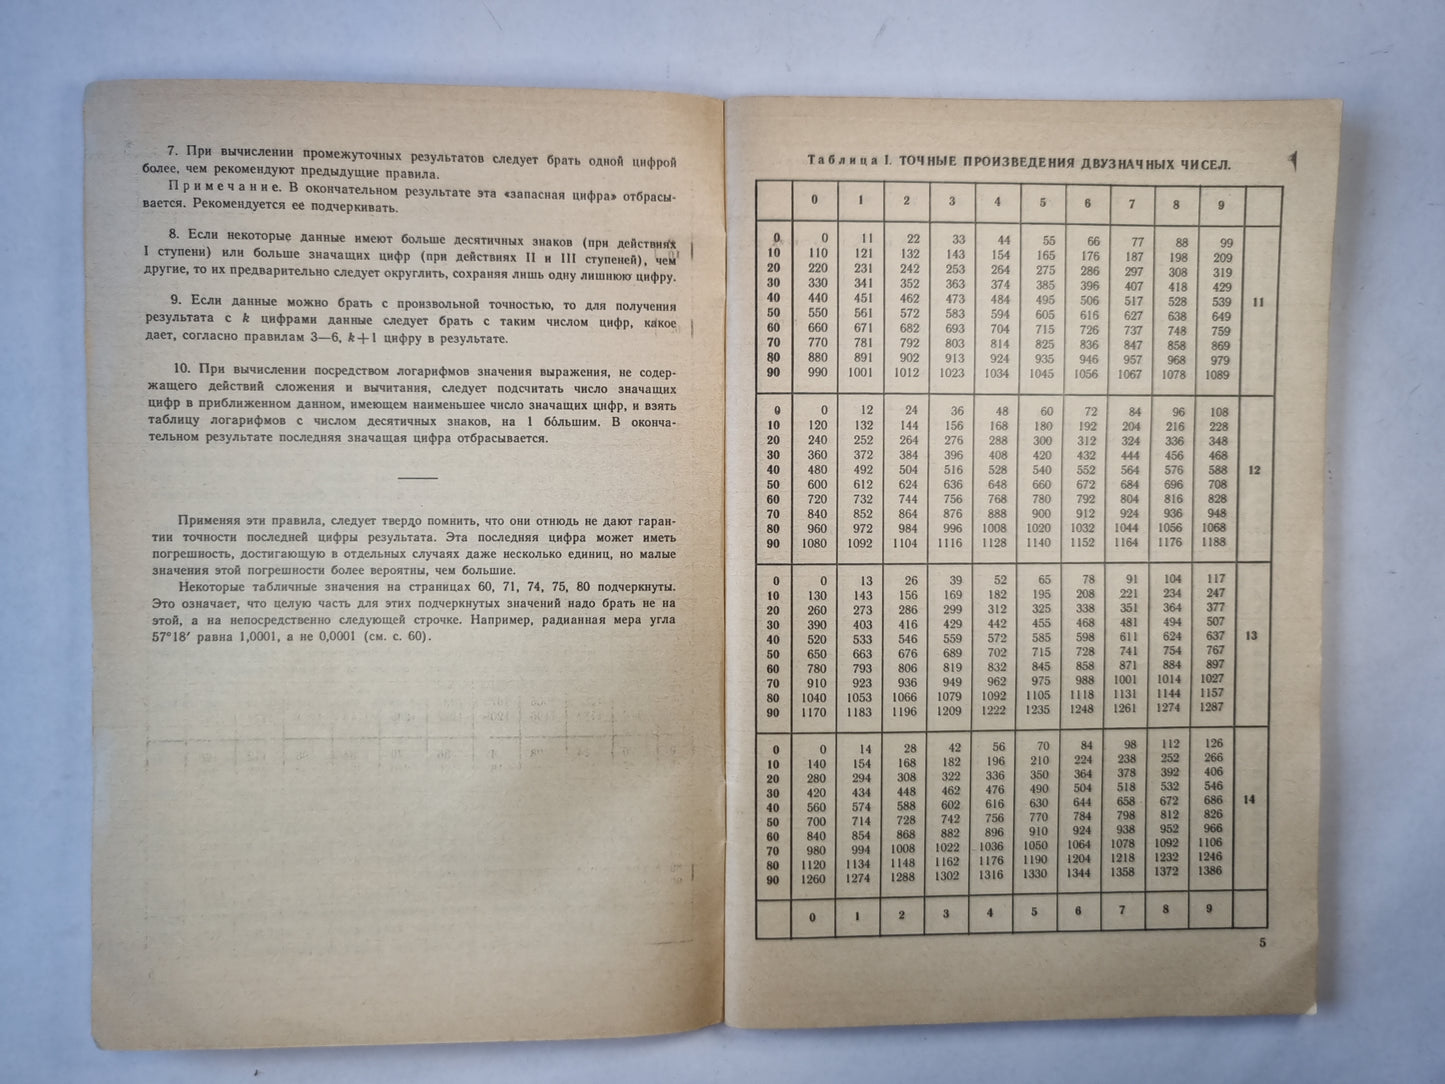 7. При вычислении промежуточных результатов следует брать одной цифрой
более, чем рекомендуют предыдущие правила.
Примечание. В окончательном результате эта «запасная цифра» отбрасы-
вается. Рекомендуется её подчеркивать.
8. Если некоторые данные имеют больше десятичных знаков (при действиях
I ступени) или больше значащих цифр (при действиях II и III ступеней), чем
другие, то их предварительно следует округлить, сохраняя лишь одну лишнюю цифру.
9. Если данные можно брать с произвольной точностью, то для получения
результата с k цифрами данные следует брать с таким числом цифр, какое
дает, согласно правилам 3—6, k+1 цифру в результате.
10. При вычислении посредством логарифмов значения выражения, не содер-
жащего действий сложения и вычитания, следует подсчитать число значащих
цифр в приближенном данном, имеющем наименьшее число значащих цифр, и взять
таблицу логарифмов с числом десятичных знаков, на 1 бо́льшим. В оконча-
тельном результате последняя значащая цифра отбрасывается.
Применяя эти правила, следует твердо помнить, что они отнюдь не дают гаран-
тии точности последней цифры результата. Эта последняя цифра может иметь
погрешность, достигающую в отдельных случаях даже несколько единиц, но малые
значения этой погрешности более вероятны, чем большие.
Некоторые табличные значения на страницах 60, 71, 74, 75, 80 подчеркнуты.
Это означает, что целую часть для этих подчеркнутых значений надо брать не на
этой, а на непосредственно следующей строчке. Например, радианная мера угла
57°18′ равна 1,0001, а не 0,0001 (см. с. 60).
Таблица I. ТОЧНЫЕ ПРОИЗВЕДЕНИЯ ДВУЗНАЧНЫХ ЧИСЕЛ.
0 1 2 3 4 5 6 7 8 9
0 0 11 22 33 44 55 66 77 88 99
10 110 121 132 143 154 165 176 187 198 209
20 220 231 242 253 264 275 286 297 308 319
30 330 341 352 363 374 385 396 407 418 429
40 440 451 462 473 484 495 506 517 528 539 11
50 550 561 572 583 594 605 616 627 638 649
60 660 671 682 693 704 715 726 737 748 759
70 770 781 792 803 814 825 836 847 858 869
80 880 891 902 913 924 935 946 957 968 979
90 990 1001 1012 1023 1034 1045 1056 1067 1078 1089
0 0 12 24 36 48 60 72 84 96 108
10 120 132 144 156 168 180 192 204 216 228
20 240 252 264 276 288 300 312 324 336 348
30 360 372 384 396 408 420 432 444 456 468
40 480 492 504 516 528 540 552 564 576 588 12
50 600 612 624 636 648 660 672 684 696 708
60 720 732 744 756 768 780 792 804 816 828
70 840 852 864 876 888 900 912 924 936 948
80 960 972 984 996 1008 1020 1032 1044 1056 1068
90 1080 1092 1104 1116 1128 1140 1152 1164 1176 1188
0 0 13 26 39 52 65 78 91 104 117
10 130 143 156 169 182 195 208 221 234 247
20 260 273 286 299 312 325 338 351 364 377
30 390 403 416 429 442 455 468 481 494 507
40 520 533 546 559 572 585 598 611 624 637 13
50 650 663 676 689 702 715 728 741 754 767
60 780 793 806 819 832 845 858 871 884 897
70 910 923 936 949 962 975 988 1001 1014 1027
80 1040 1053 1066 1079 1092 1105 1118 1131 1144 1157
90 1170 1183 1196 1209 1222 1235 1248 1261 1274 1287
0 0 14 28 42 56 70 84 98 112 126
10 140 154 168 182 196 210 224 238 252 266
20 280 294 308 322 336 350 364 378 392 406
30 420 434 448 462 476 490 504 518 532 546
40 560 574 588 602 616 630 644 658 672 686 14
50 700 714 728 742 756 770 784 798 812 826
60 840 854 868 882 896 910 924 938 952 966
70 980 994 1008 1022 1036 1050 1064 1078 1092 1106
80 1120 1134 1148 1162 1176 1190 1204 1218 1232 1246
90 1260 1274 1288 1302 1316 1330 1344 1358 1372 1386
0 1 2 3 4 5 6 7 8 9
5